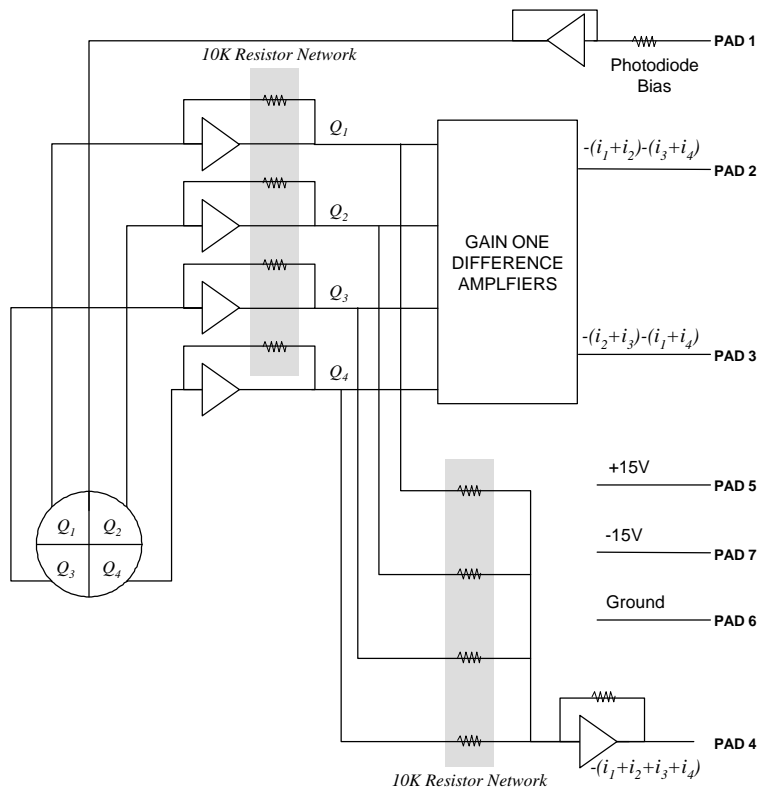 10K Resistor Network
PAD 1
Photodiode
Bias
Q1
-(i1+i2)-(i3+i4)
PAD 2
Q2
GAIN ONE
DIFFERENCE
AMPLFIERS
Q3
-(i2+i3)-(i1+i4)
PAD 3
Q4
+15V
PAD 5
Q1 Q2
-15V
PAD 7
Q3 Q4
Ground
PAD 6
PAD 4
-(i1+i2+i3+i4)
10K Resistor Network